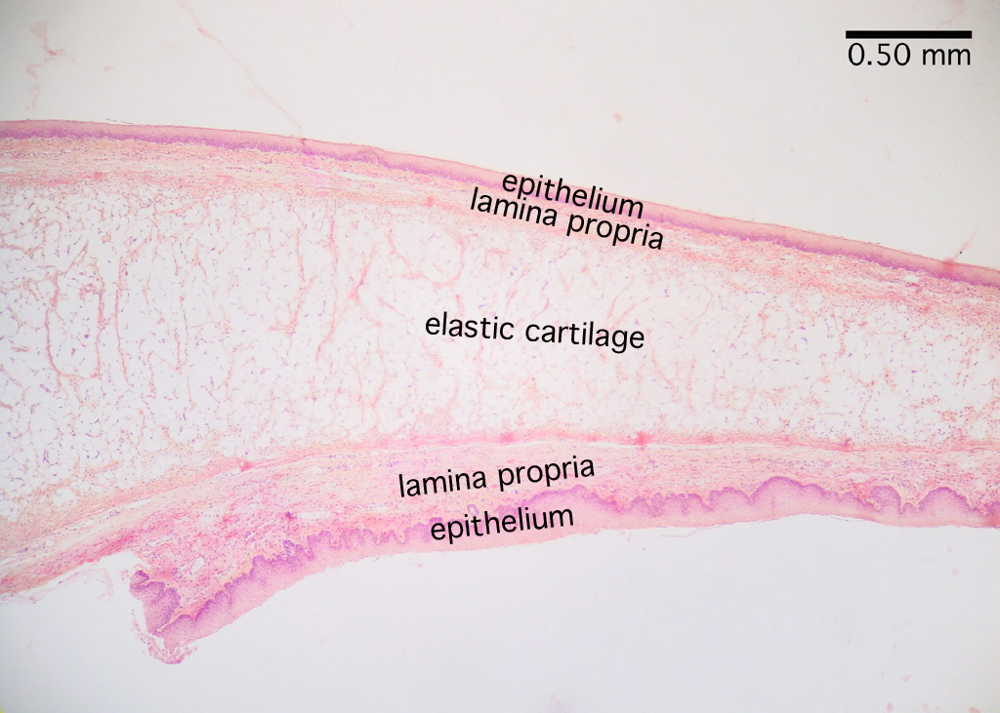 0.50 mm
epithelium
lamina propria
elastic cartilage
lamina propria
epithelium